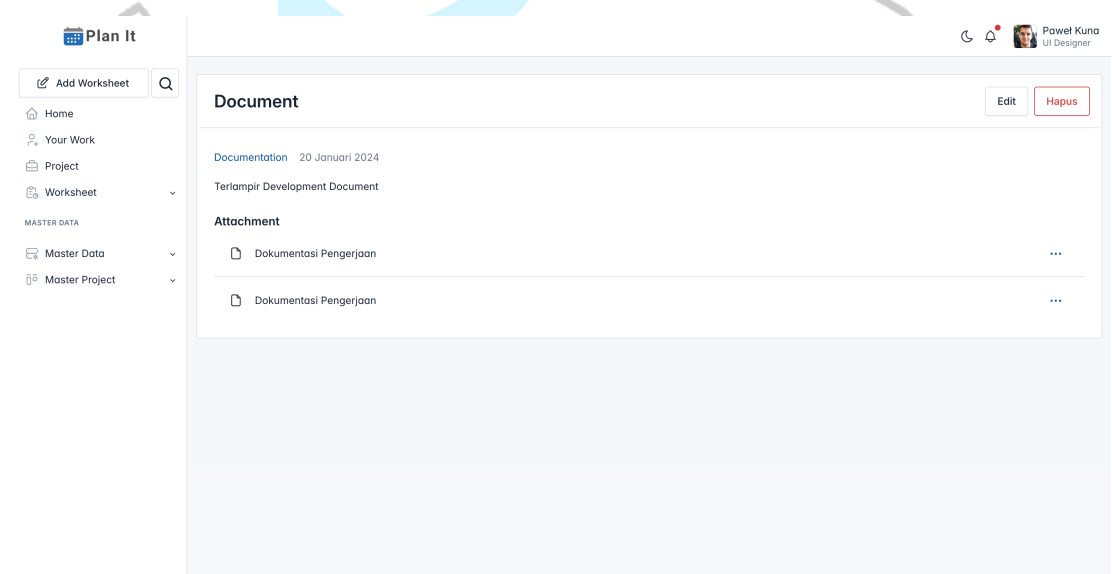 Plan It
Paweł Kuna
UI Designer
Add Worksheet
Home
Your Work
Project
Worksheet
MASTER DATA
Master Data
Master Project
Document
Edit
Hapus
Documentation 20 Januari 2024
Terlampir Development Document
Attachment
Dokumentasi Pengerjaan
Dokumentasi Pengerjaan